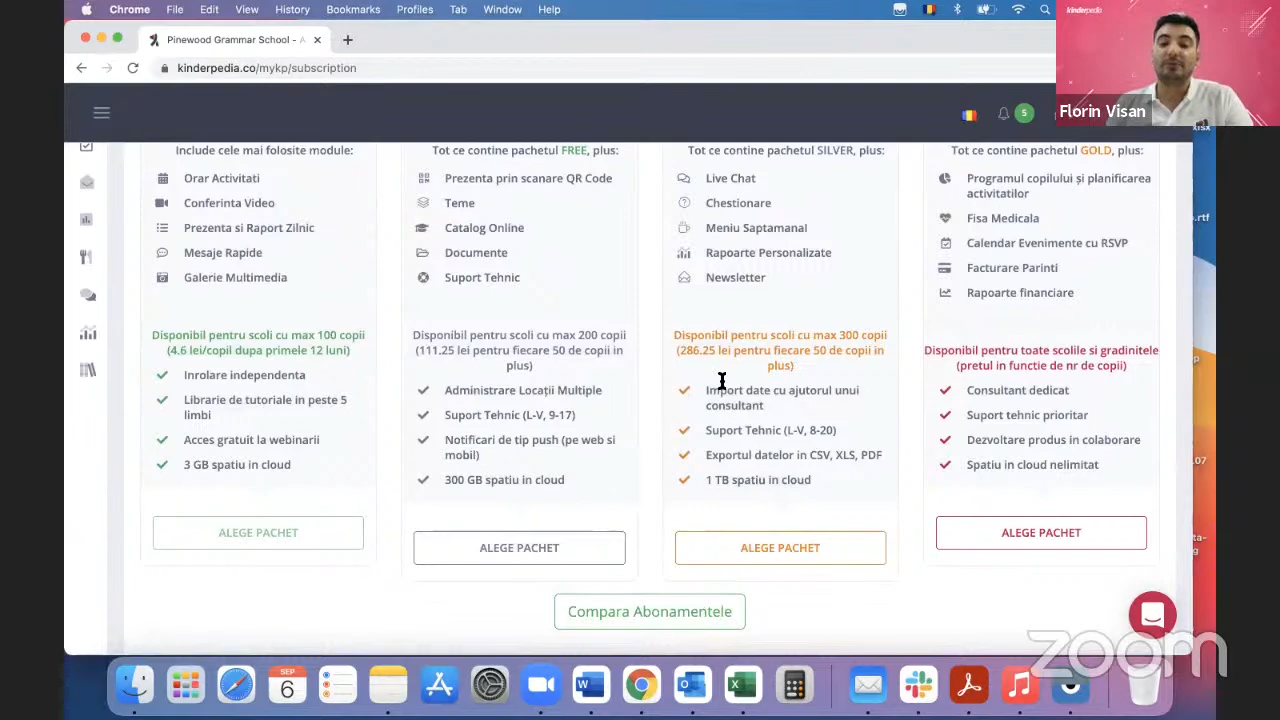 Chrome File Edit View History Bookmarks Profiles Tab Window Help
Pinewood Grammar School - A
kinderpedia.co/mykp/subscription
kinderpedia
5
Florin Visan
Include cele mai folosite module:
Orar Activitati
Conferinta Video
Prezenta si Raport Zilnic
Mesaje Rapide
Galerie Multimedia
Disponibil pentru scoli cu max 100 copii
(4.6 lei/copil dupa primele 12 luni)
Inrolare independenta
Librarie de tutoriale in peste 5
limbi
Acces gratuit la webinarii
3 GB spatiu in cloud
ALEGE PACHET
Tot ce contine pachetul FREE, plus:
Prezenta prin scanare QR Code
Teme
Catalog Online
Documente
Suport Tehnic
Disponibil pentru scoli cu max 200 copii
(111.25 lei pentru fiecare 50 de copii in
plus)
Administrare Locații Multiple
Suport Tehnic (L-V, 9-17)
Notificari de tip push (pe web si
mobil)
300 GB spatiu in cloud
ALEGE PACHET
Tot ce contine pachetul SILVER, plus:
Live Chat
Chestionare
Meniu Saptamanal
Rapoarte Personalizate
Newsletter
Disponibil pentru scoli cu max 300 copii
(286.25 lei pentru fiecare 50 de copii in
plus)
Import date cu ajutorul unui
consultant
Suport Tehnic (L-V, 8-20)
Exportul datelor in CSV, XLS, PDF
1 TB spatiu in cloud
ALEGE PACHET
Tot ce contine pachetul GOLD, plus:
Programul copilului și planificarea
activitatilor
Fisa Medicala
Calendar Evenimente cu RSVP
Facturare Parinti
Rapoarte financiare
Disponibil pentru toate scolile si gradinitele
(pretul in functie de nr de copii)
Consultant dedicat
Suport tehnic prioritar
Dezvoltare produs in colaborare
Spatiu in cloud nelimitat
ALEGE PACHET
Compara Abonamentele
.rtf
zoom
SEP
6